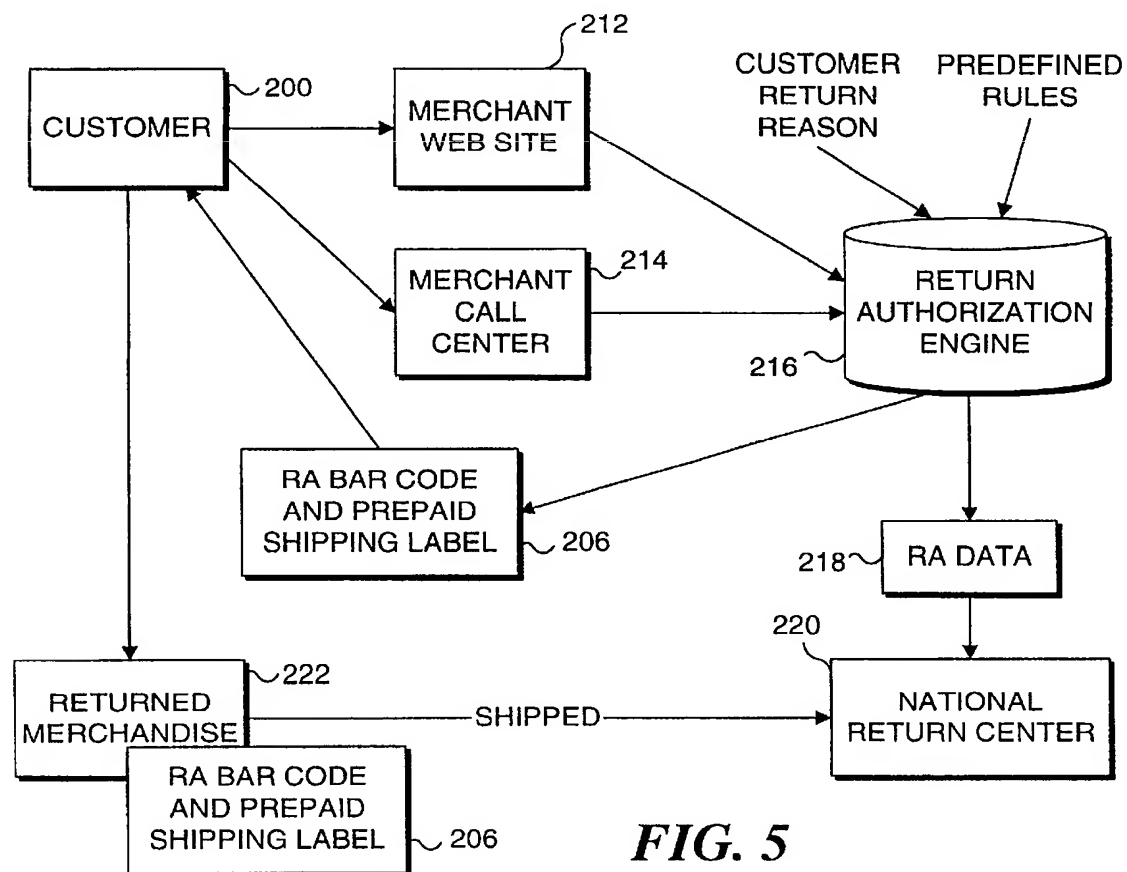 212
CUSTOMER
RETURN
REASON
PREDEFINED
RULES
200
CUSTOMER
MERCHANT
WEB SITE
214
MERCHANT
CALL
CENTER
RETURN
AUTHORIZATION
ENGINE
216
RA BAR CODE
AND PREPAID
SHIPPING LABEL
206
218
RA DATA
220
222
RETURNED
MERCHANDISE
SHIPPED
NATIONAL
RETURN CENTER
RA BAR CODE
AND PREPAID
SHIPPING LABEL
206
FIG. 5